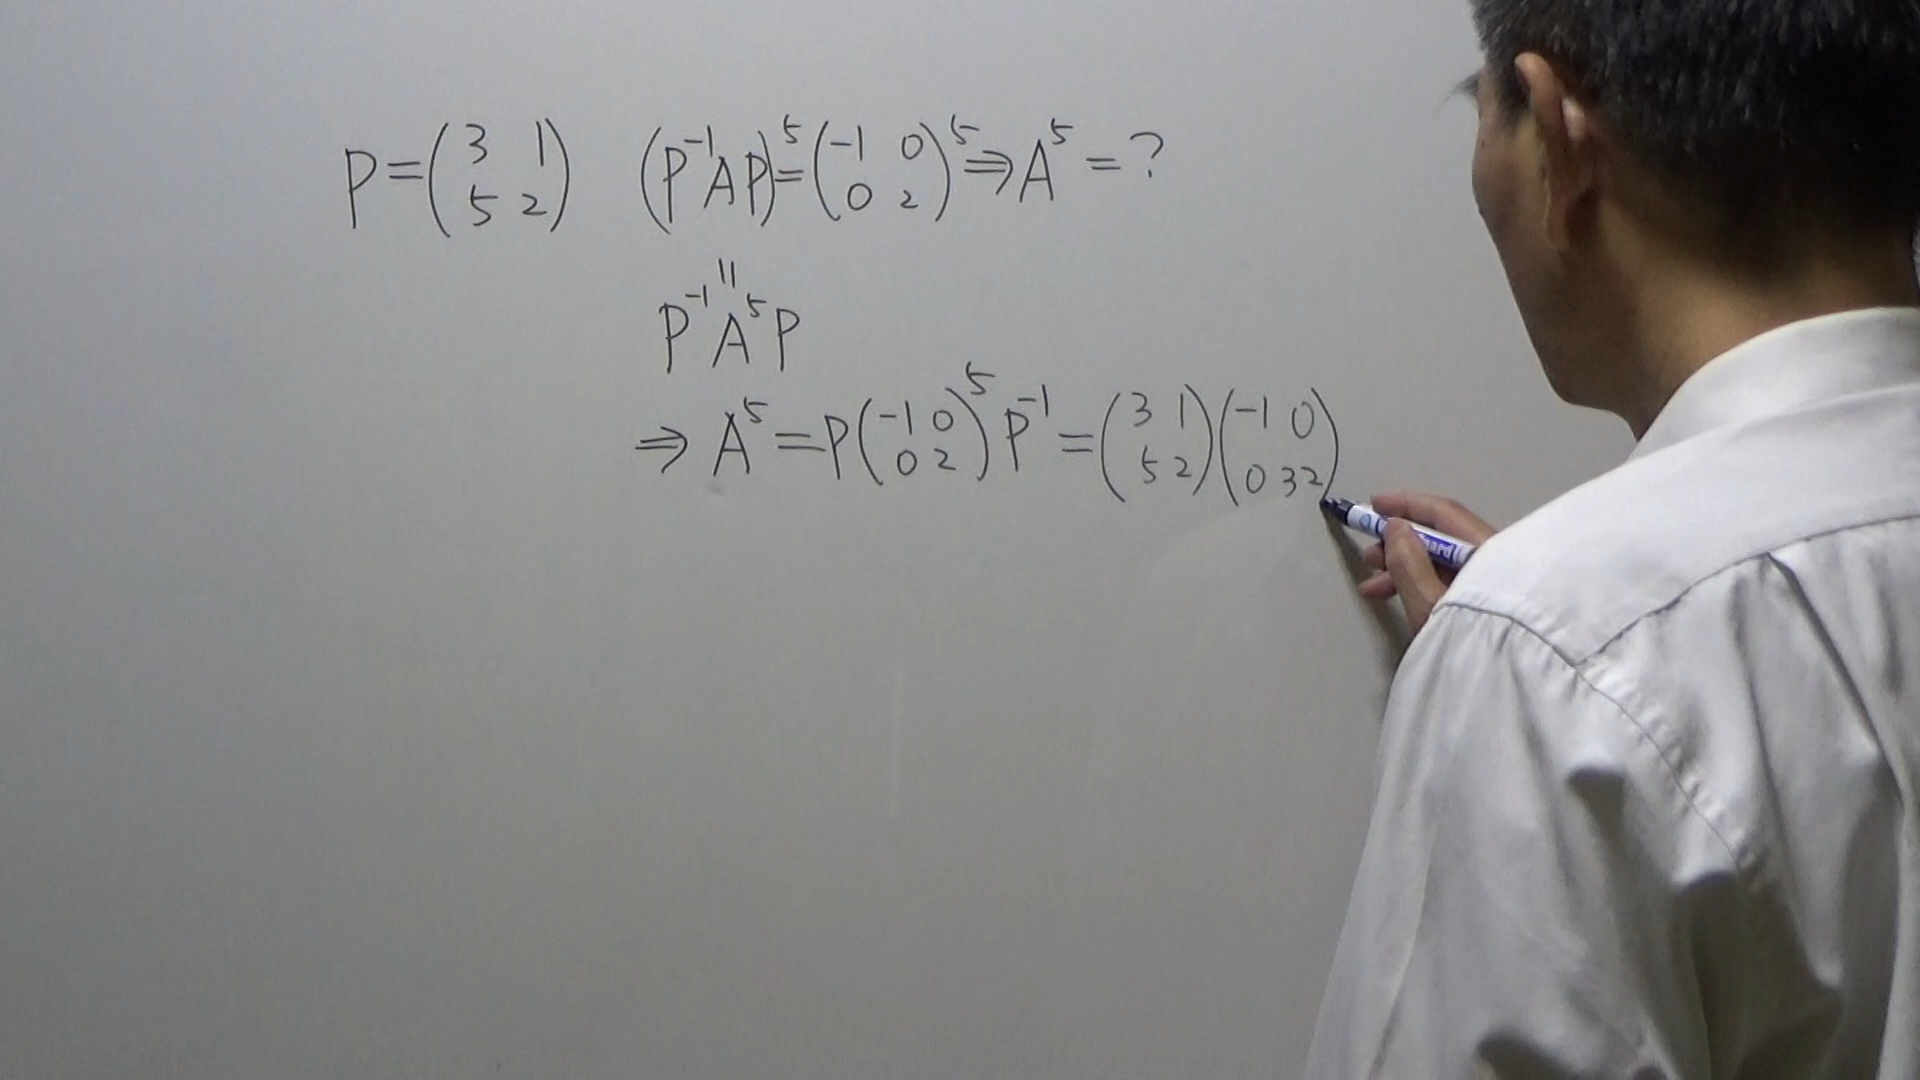 P=(3 1 5 2) (P⁻¹AP)⁵=(-1 0 0 2)⁵⇒A⁵=?
||
P⁻¹A⁵P
⇒A⁵=P(-1 0 0 2)⁵P⁻¹=(3 1 5 2)(-1 0 0 32)